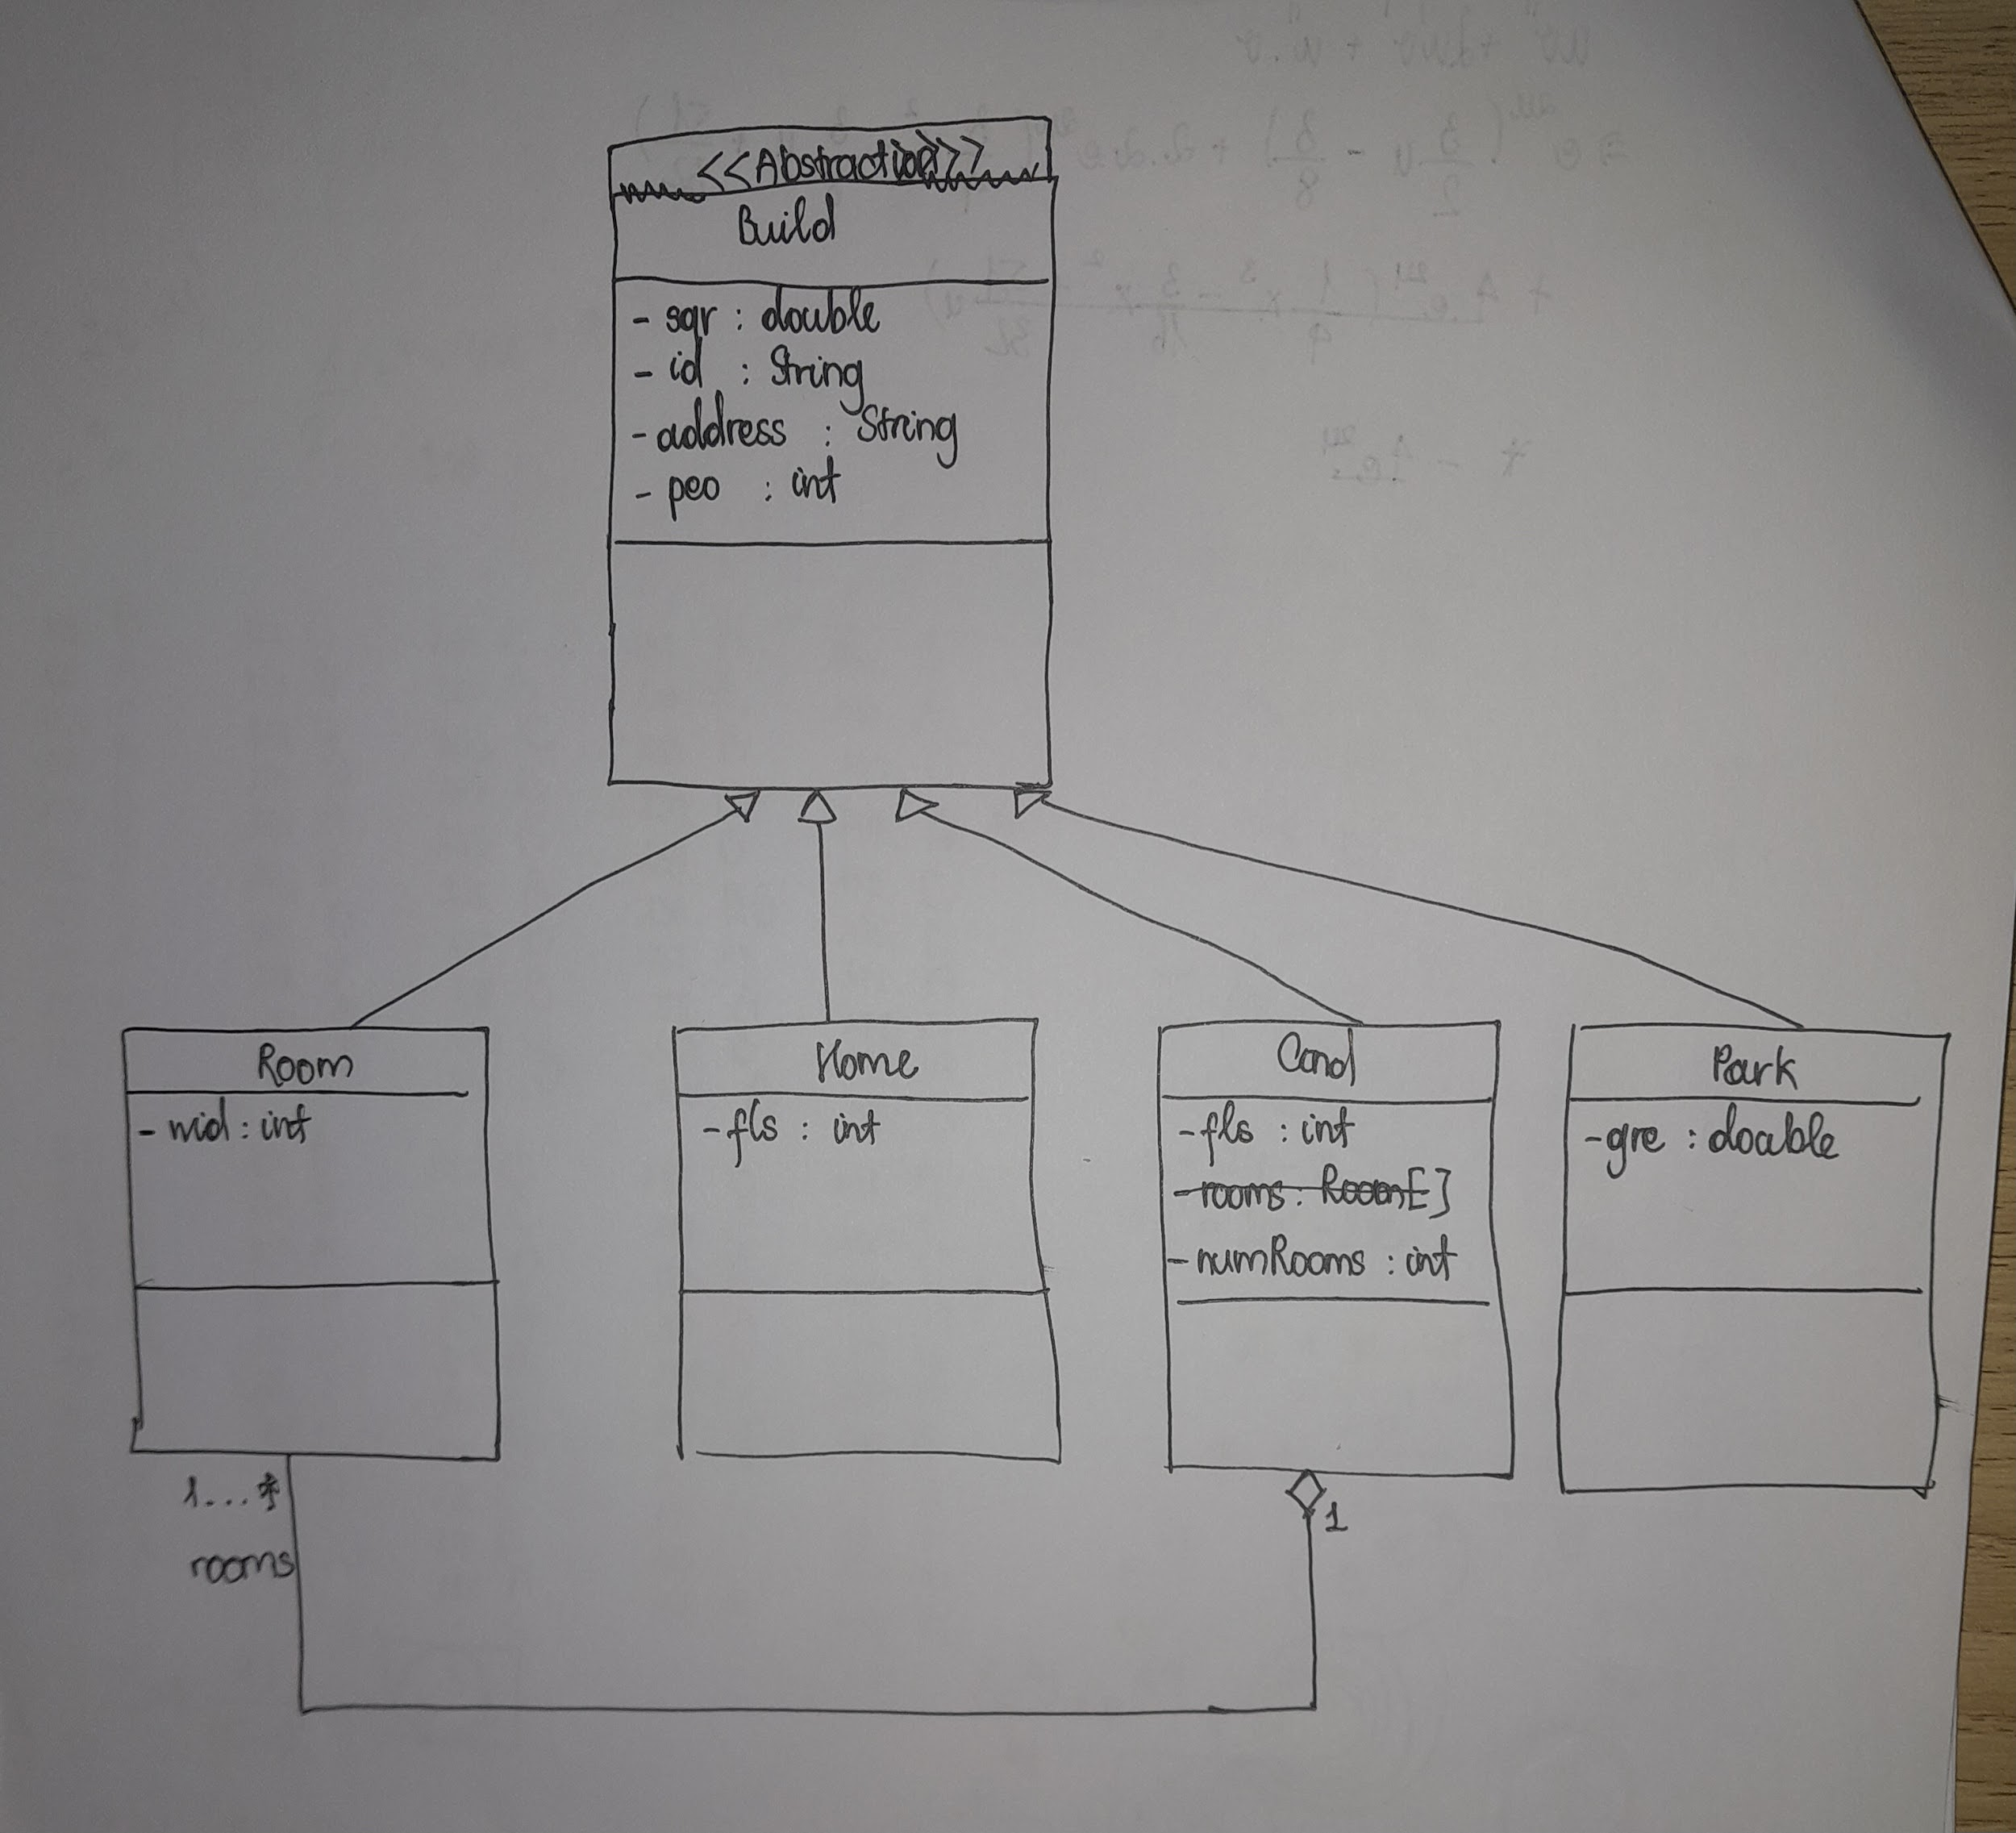 <<Abstraction>>
Build
- sqr : double
- id : String
- address : String
- peo : int
Room
- wid : int
Home
- fls : int
Cond
- fls : int
- rooms : Room[]
- numRooms : int
Park
- gre : double
1...*
rooms
1